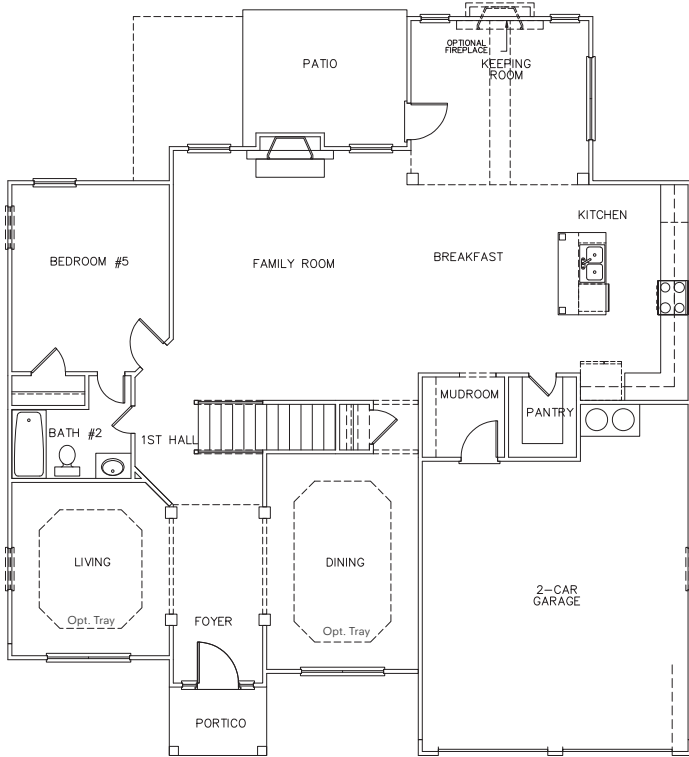 PATIO
OPTIONAL
FIREPLACE
KEEPING
ROOM
KITCHEN
BEDROOM #5
FAMILY ROOM
BREAKFAST
MUDROOM
PANTRY
BATH #2
1ST HALL
LIVING
Opt. Tray
DINING
Opt. Tray
FOYER
2-CAR
GARAGE
PORTICO